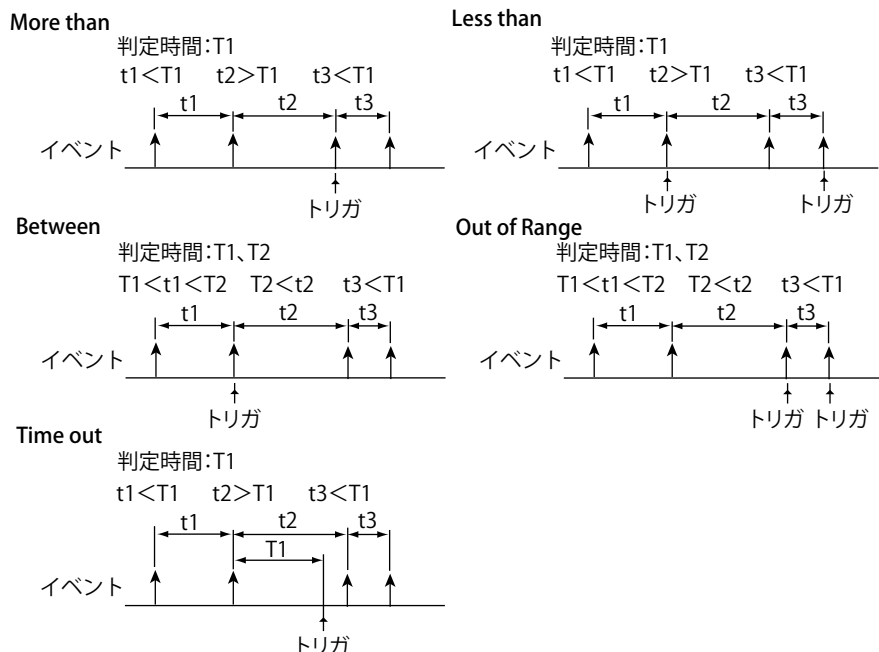 More than
判定時間：T1
t1＜T1 t2＞T1 t3＜T1
t1 t2 t3
イベント
トリガ
Less than
判定時間：T1
t1＜T1 t2＞T1 t3＜T1
t1 t2 t3
イベント
トリガ トリガ
Between
判定時間：T1、T2
T1＜t1＜T2 T2＜t2 t3＜T1
t1 t2 t3
イベント
トリガ
Out of Range
判定時間：T1、T2
T1＜t1＜T2 T2＜t2 t3＜T1
t1 t2 t3
イベント
トリガ トリガ
Time out
判定時間：T1
t1＜T1 t2＞T1 t3＜T1
t1 t2 t3
T1
イベント
トリガ